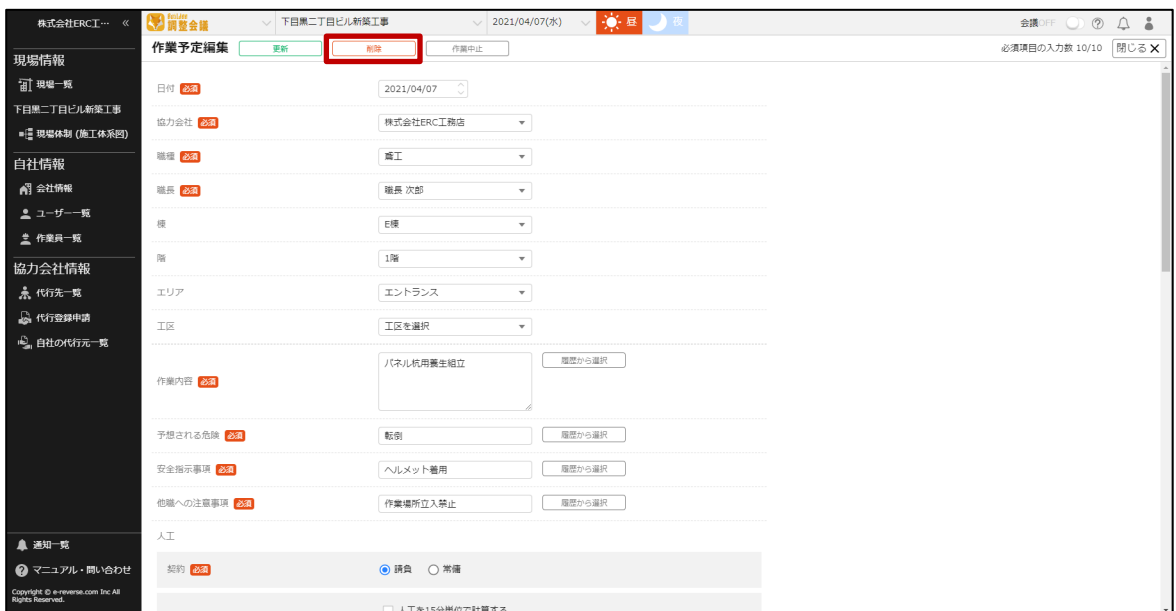 株式会社ERC工… «
Buildee
調整会議
下目黒二丁目ビル新築工事
2021/04/07(水)
昼
夜
会議OFF
作業予定編集
更新
削除
作業中止
必須項目の入力数 10/10
閉じる
現場情報
現場一覧
下目黒二丁目ビル新築工事
現場体制 (施工体系図)
自社情報
会社情報
ユーザー一覧
作業員一覧
協力会社情報
代行先一覧
代行登録申請
自社の代行元一覧
通知一覧
マニュアル・問い合わせ
Copyright © e-reverse.com Inc All
Rights Reserved.
日付 必須
2021/04/07
協力会社 必須
株式会社ERC工務店
職種 必須
鳶工
職長 必須
職長 次郎
棟
E棟
階
1階
エリア
エントランス
工区
工区を選択
作業内容 必須
パネル杭用養生組立
履歴から選択
予想される危険 必須
転倒
履歴から選択
安全指示事項 必須
ヘルメット着用
履歴から選択
他職への注意事項 必須
作業場所立入禁止
履歴から選択
人工
契約 必須
請負
常傭
人工を15分単位で計算する